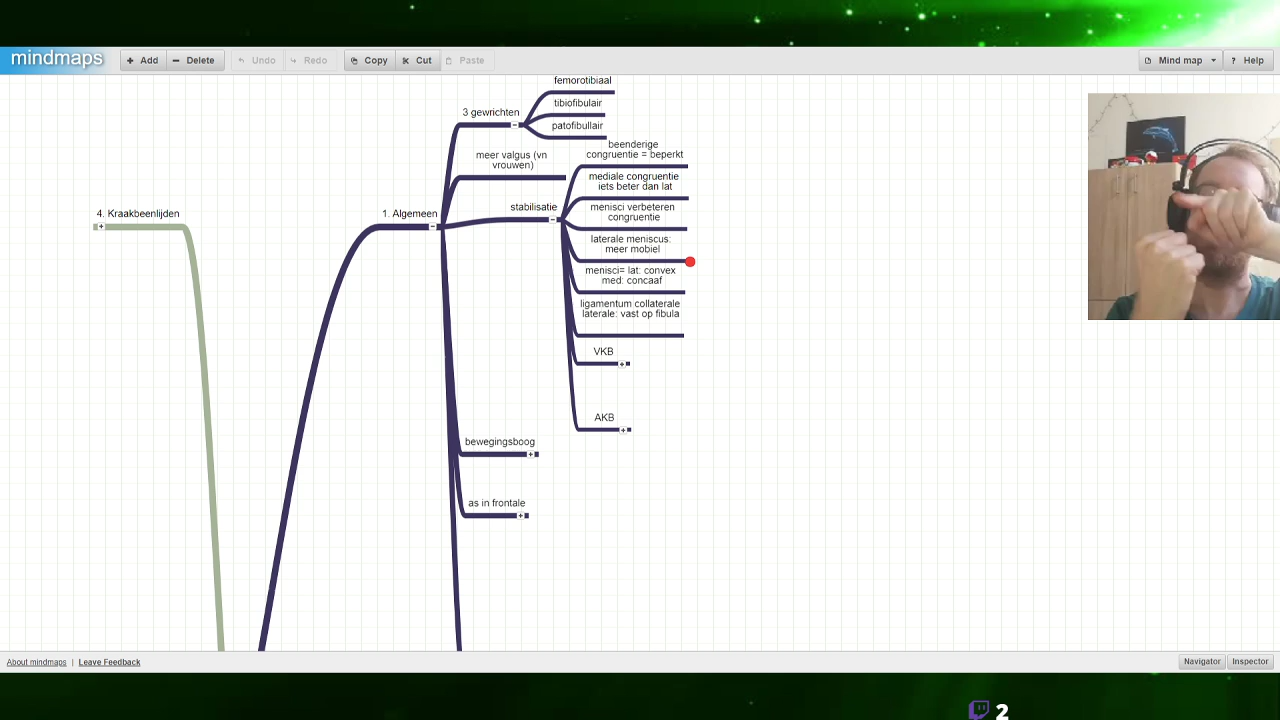 mindmaps
Add
Delete
Undo
Redo
Copy
Cut
Paste
Mind map
Help
femorotibiaal
3 gewrichten
tibiofibulair
patofibullair
meer valgus (vn
vrouwen)
beenderige
congruentie = beperkt
mediale congruentie
iets beter dan lat
4. Kraakbeenlijden
1. Algemeen
stabilisatie
menisci verbeteren
congruentie
laterale meniscus:
meer mobiel
menisci= lat: convex
med: concaaf
ligamentum collaterale
laterale: vast op fibula
VKB
AKB
bewegingsboog
as in frontale
About mindmaps | Leave Feedback
Navigator
Inspector
2